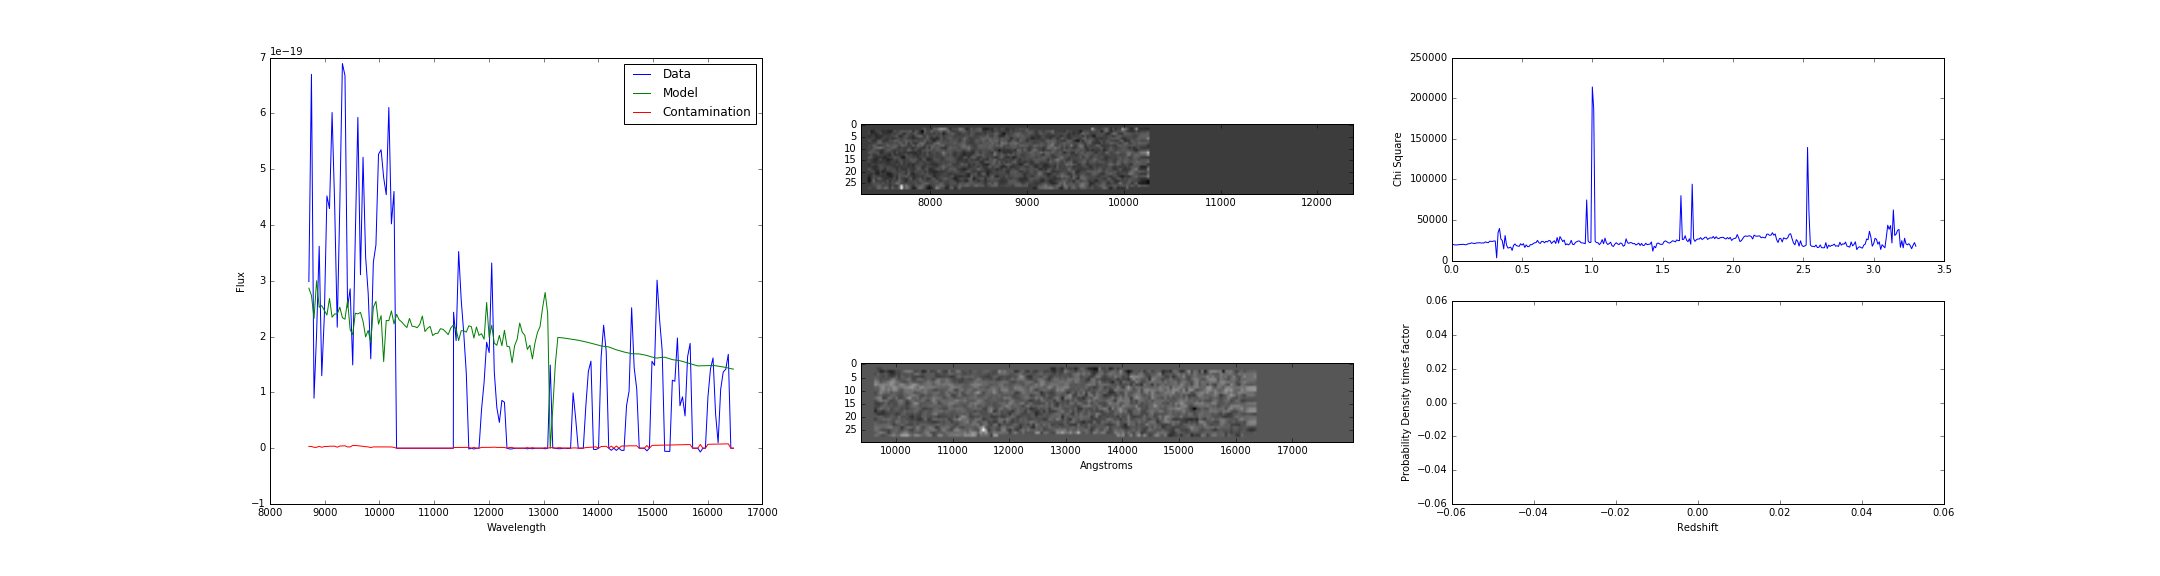 1e−19
7
6
5
4
3
2
1
0
−1
Flux
8000 9000 10000 11000 12000 13000 14000 15000 16000 17000
Wavelength
Data
Model
Contamination
0
5
10
15
20
25
8000 9000 10000 11000 12000
0
5
10
15
20
25
10000 11000 12000 13000 14000 15000 16000 17000
Angstroms
250000
200000
150000
100000
50000
0
Chi Square
0.0 0.5 1.0 1.5 2.0 2.5 3.0 3.5
0.06
0.04
0.02
0.00
−0.02
−0.04
−0.06
Probability Density times factor
−0.06 −0.04 −0.02 0.00 0.02 0.04 0.06
Redshift